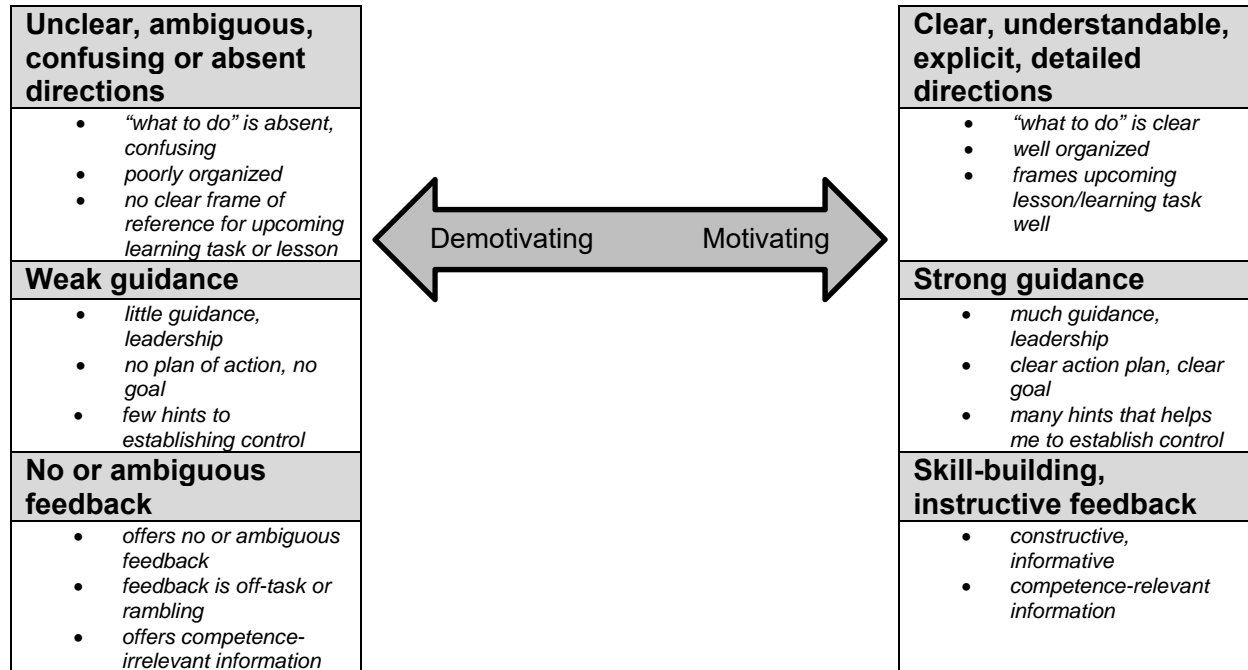 Unclear, ambiguous,
confusing or absent
directions
• “what to do” is absent,
confusing
• poorly organized
• no clear frame of
reference for upcoming
learning task or lesson
Weak guidance
• little guidance,
leadership
• no plan of action, no
goal
• few hints to
establishing control
No or ambiguous
feedback
• offers no or ambiguous
feedback
• feedback is off-task or
rambling
• offers competence-
irrelevant information
Demotivating Motivating
Clear, understandable,
explicit, detailed
directions
• “what to do” is clear
• well organized
• frames upcoming
lesson/learning task
well
Strong guidance
• much guidance,
leadership
• clear action plan, clear
goal
• many hints that helps
me to establish control
Skill-building,
instructive feedback
• constructive,
informative
• competence-relevant
information